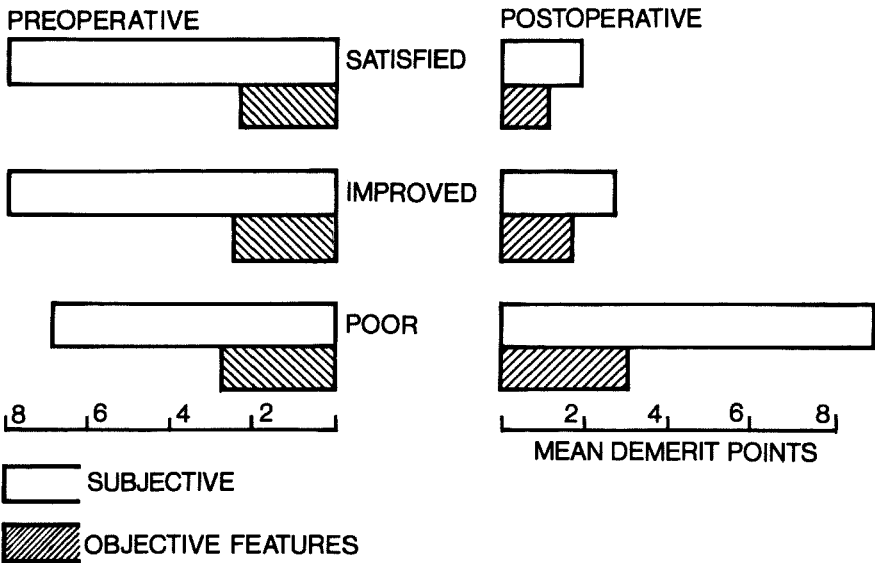 PREOPERATIVE POSTOPERATIVE
SATISFIED
IMPROVED
POOR
8 6 4 2 2 4 6 8
MEAN DEMERIT POINTS
SUBJECTIVE
OBJECTIVE FEATURES